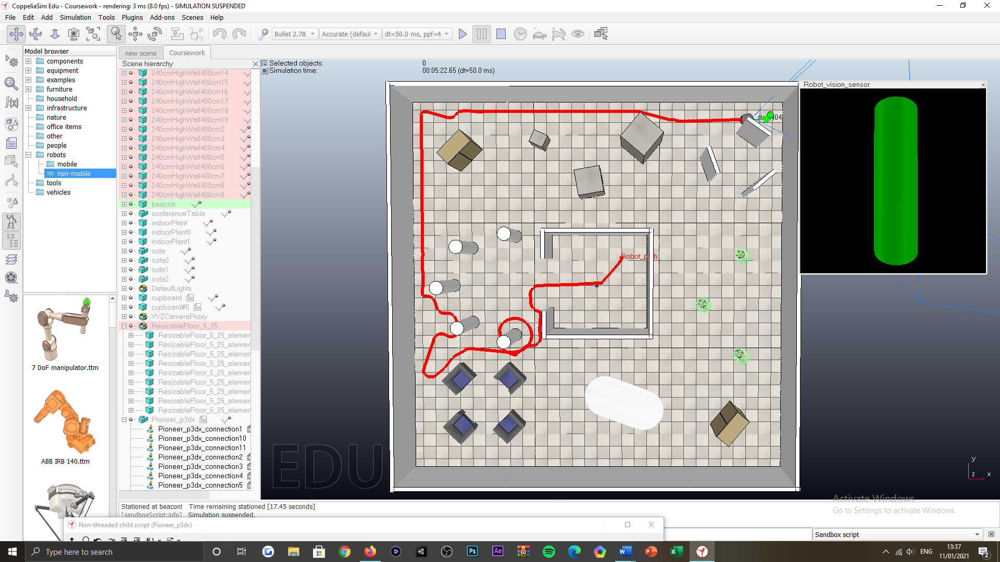 CoppeliaSim Edu - Coursework - rendering: 3 ms (8.0 fps) - SIMULATION SUSPENDED
File Edit Add Simulation Tools Plugins Add-ons Scenes Help
Bullet 2.78 Accurate (defaul dt=50.0 ms, ppf=4
Model browser
components
equipment
examples
furniture
household
infrastructure
nature
office items
other
people
robots
mobile
non-mobile
tools
vehicles
7 DoF manipulator.ttm
ABB IRB 140.ttm
new scene Coursework
Scene hierarchy
240cmHighWall400cm14
240cmHighWall400cm15
240cmHighWall400cm16
240cmHighWall400cm17
240cmHighWall400cm18
240cmHighWall400cm19
240cmHighWall400cm2
240cmHighWall400cm3
240cmHighWall400cm4
240cmHighWall400cm5
240cmHighWall400cm6
240cmHighWall400cm7
240cmHighWall400cm8
240cmHighWall400cm9
beacon
conferenceTable
indoorPlant
indoorPlant0
indoorPlant1
sofa
sofa0
sofa1
sofa2
DefaultLights
cupboard
cupboard#0
XYZCameraProxy
ResizableFloor_5_25
ResizableFloor_5_25_elemer
ResizableFloor_5_25_elemer
ResizableFloor_5_25_elemer
ResizableFloor_5_25_elemer
ResizableFloor_5_25_elemer
ResizableFloor_5_25_elemer
ResizableFloor_5_25_elemer
ResizableFloor_5_25_elemer
ResizableFloor_5_25_elemer
Pioneer_p3dx
Pioneer_p3dx_connection1
Pioneer_p3dx_connection10
Pioneer_p3dx_connection11
Pioneer_p3dx_connection2
Pioneer_p3dx_connection3
Pioneer_p3dx_connection4
Pioneer_p3dx_connection5
Selected objects: 0
Simulation time: 00:05:22.65 (dt=50.0 ms)
Robot_vision_sensor
EDU
y
z x
Activate Windows
Go to Settings to activate Windows.
Stationed at beacon! Time remaining stationed [17.45 seconds]
[sandboxScript:info] Simulation suspended.
Non-threaded child script (Pioneer_p3dx)
Sandbox script
Type here to search
Ps
Ae
ENG
13:37
11/01/2021
2